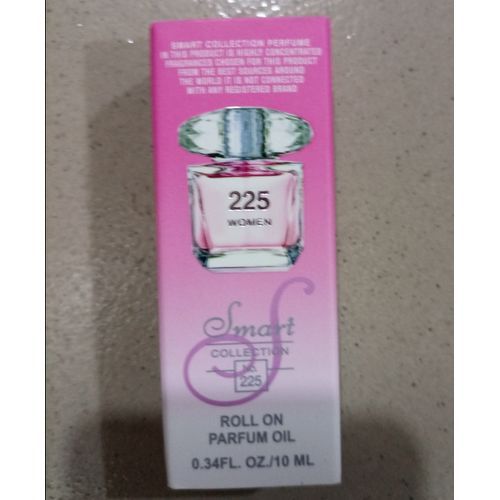 SMART COLLECTION PERFUME
IN THIS PRODUCT IS HIGHLY CONCENTRATED
FRAGRANCED CHOSEN FOR THIS PRODUCT
FROM THE BEST SOURCES AROUND
THE WORLD IT IS NOT CONNECTED
WITH ANY REGISTERED BRAND
225
WOMEN
Smart
COLLECTION
No.
225
ROLL ON
PARFUM OIL
0.34FL. OZ./10 ML